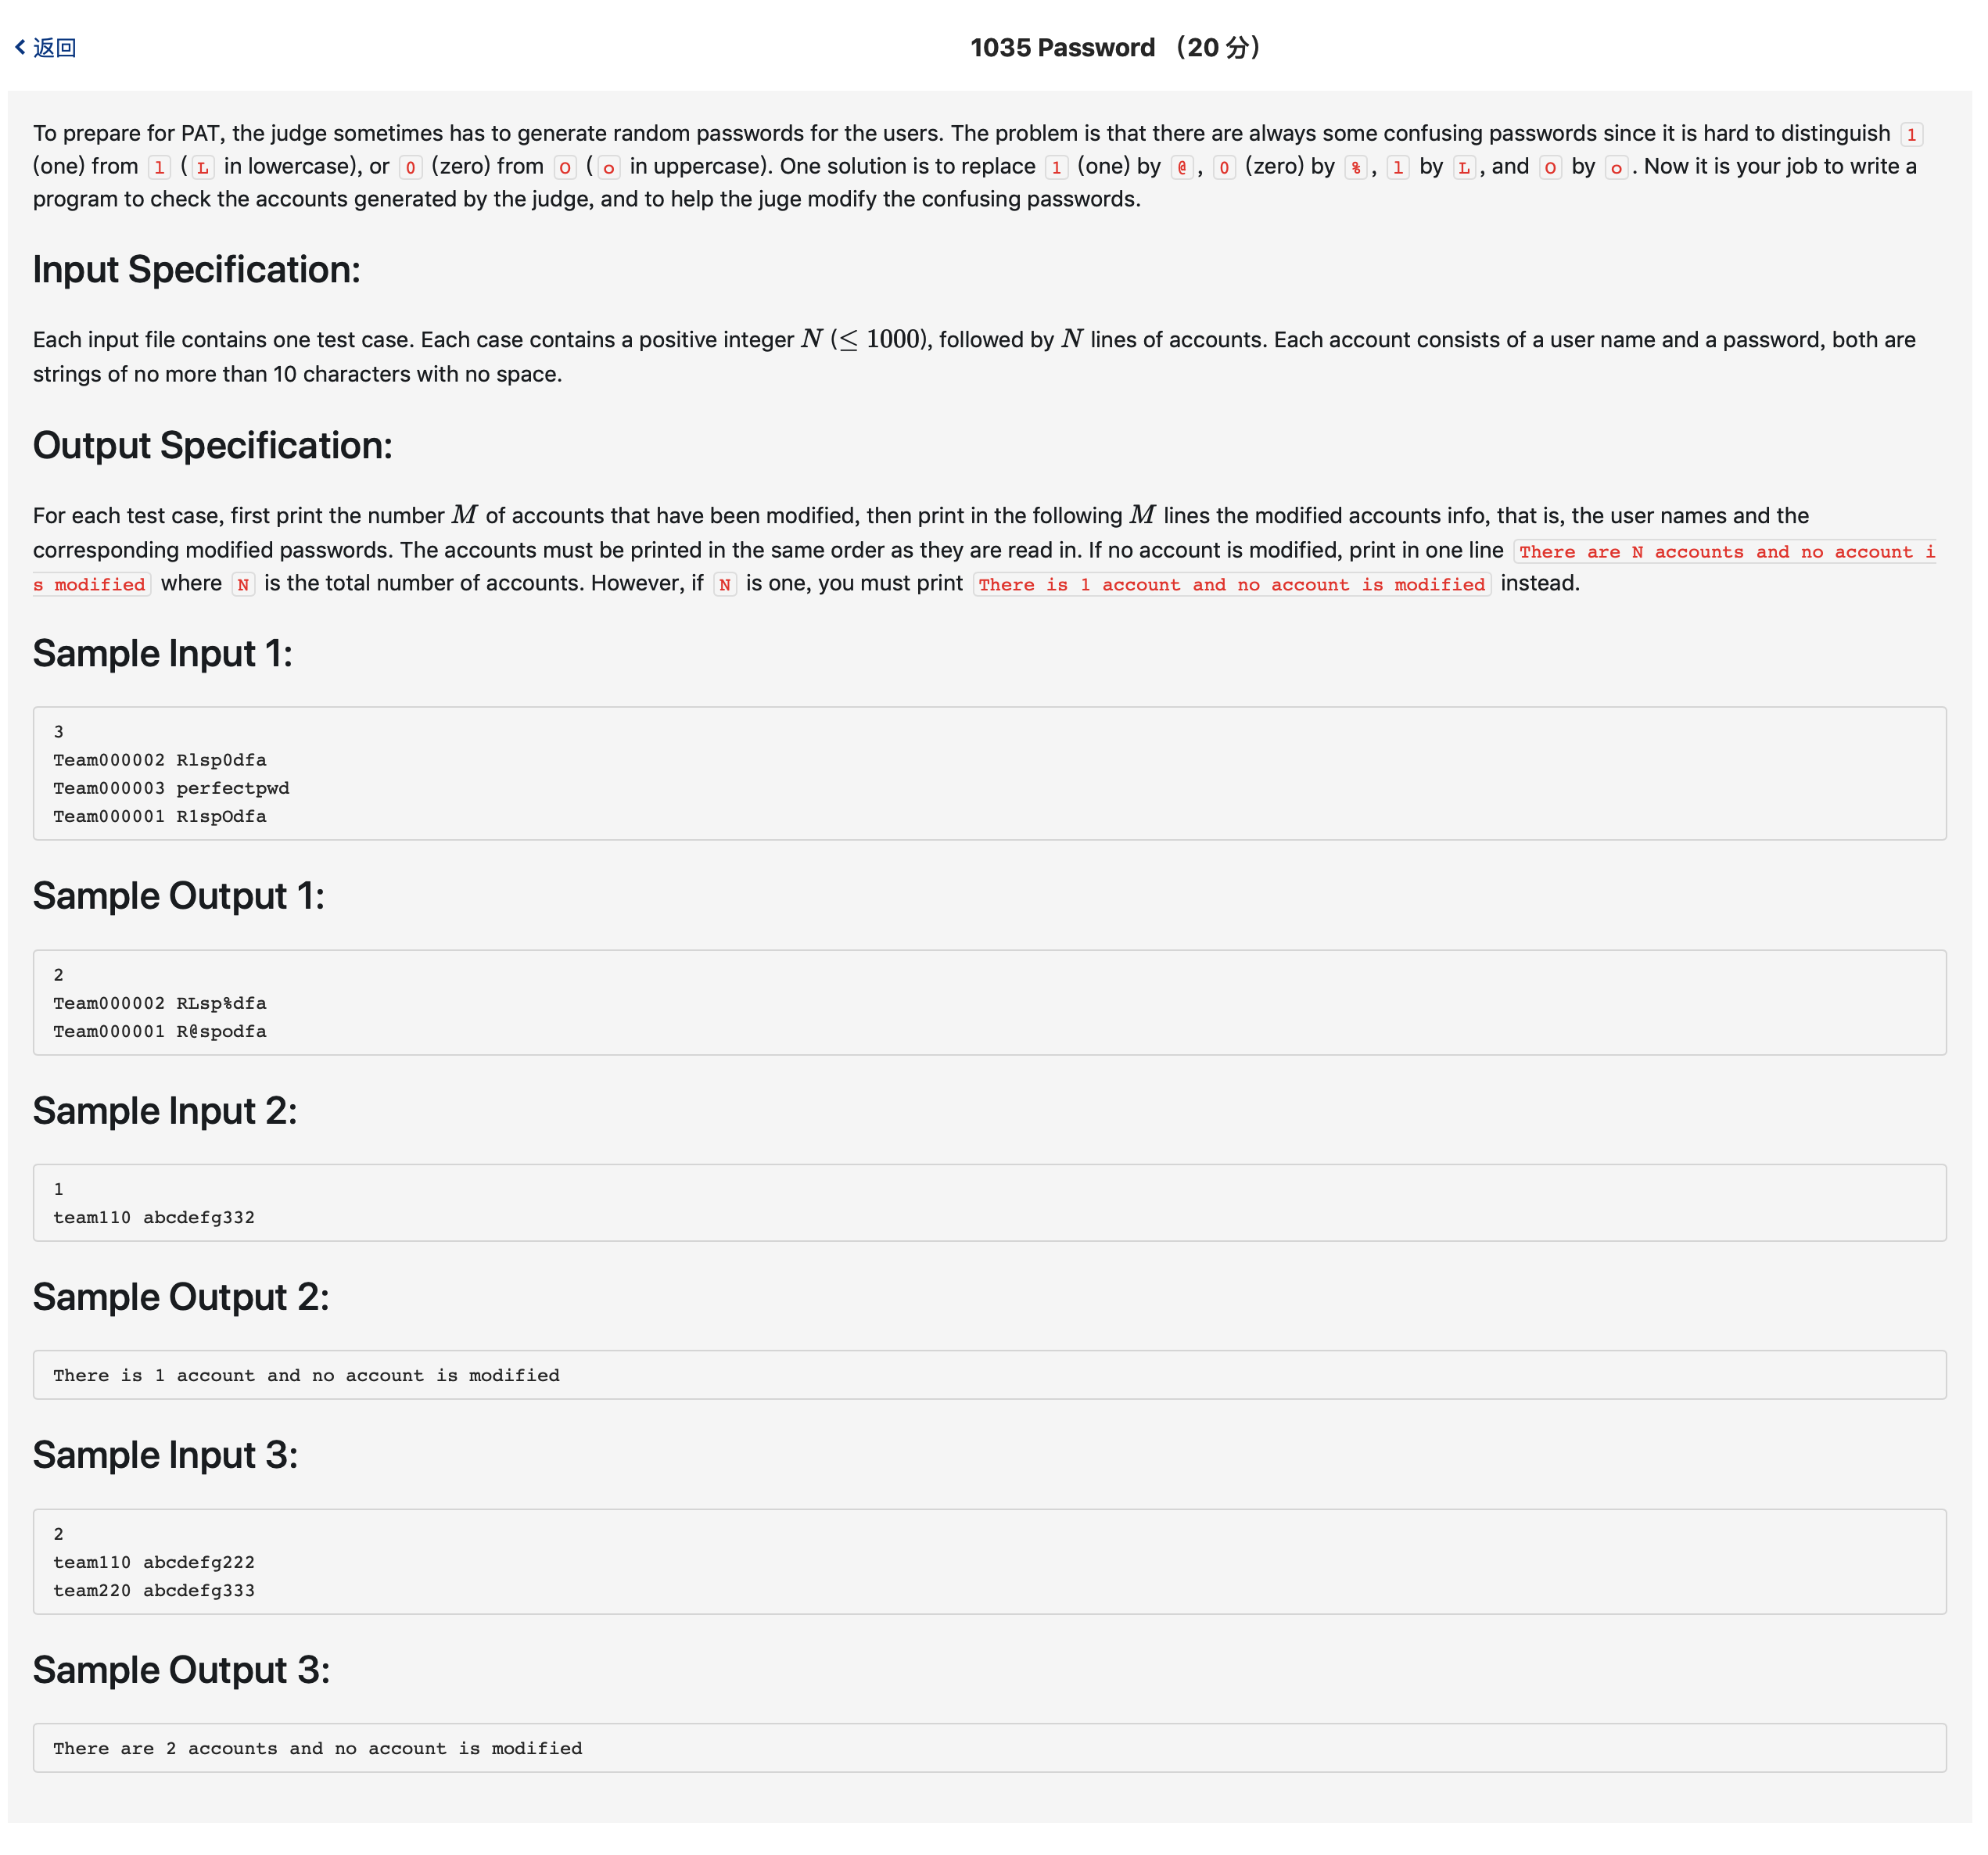 返回
1035 Password （20 分）
To prepare for PAT, the judge sometimes has to generate random passwords for the users. The problem is that there are always some confusing passwords since it is hard to distinguish 1
(one) from l ( L in lowercase), or 0 (zero) from O ( o in uppercase). One solution is to replace 1 (one) by @ , 0 (zero) by % , l by L , and O by o . Now it is your job to write a
program to check the accounts generated by the judge, and to help the juge modify the confusing passwords.
Input Specification:
Each input file contains one test case. Each case contains a positive integer N (≤ 1000), followed by N lines of accounts. Each account consists of a user name and a password, both are
strings of no more than 10 characters with no space.
Output Specification:
For each test case, first print the number M of accounts that have been modified, then print in the following M lines the modified accounts info, that is, the user names and the
corresponding modified passwords. The accounts must be printed in the same order as they are read in. If no account is modified, print in one line There are N accounts and no account i
s modified where N is the total number of accounts. However, if N is one, you must print There is 1 account and no account is modified instead.
Sample Input 1:
3
Team000002 Rlsp0dfa
Team000003 perfectpwd
Team000001 R1spOdfa
Sample Output 1:
2
Team000002 RLsp%dfa
Team000001 R@spodfa
Sample Input 2:
1
team110 abcdefg332
Sample Output 2:
There is 1 account and no account is modified
Sample Input 3:
2
team110 abcdefg222
team220 abcdefg333
Sample Output 3:
There are 2 accounts and no account is modified